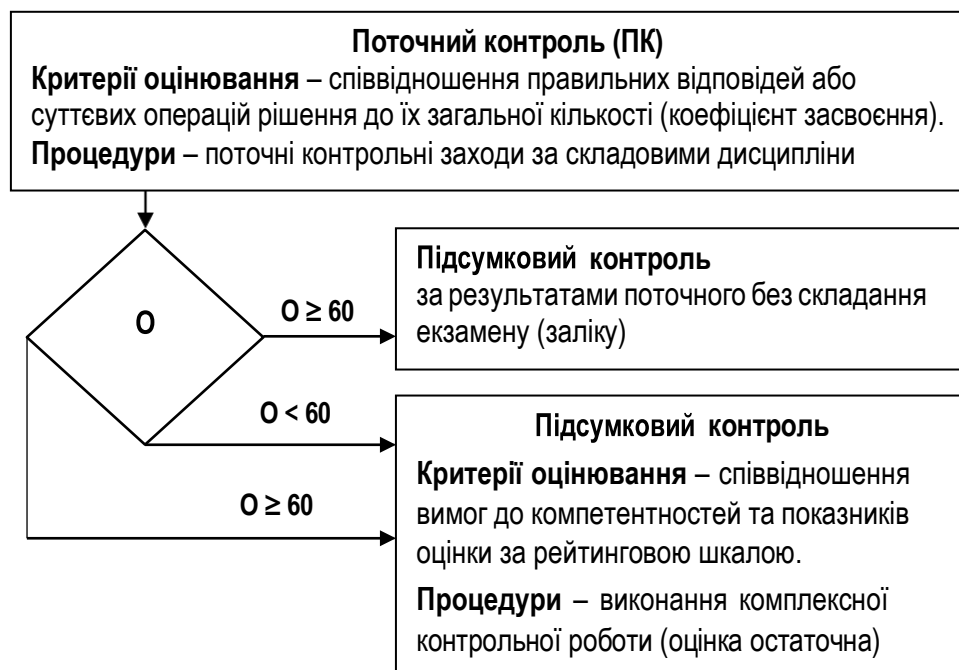 Поточний контроль (ПК)
Критерії оцінювання – співвідношення правильних відповідей або
суттєвих операцій рішення до їх загальної кількості (коефіцієнт засвоєння).
Процедури – поточні контрольні заходи за складовими дисципліни
О
О ≥ 60
Підсумковий контроль
за результатами поточного без складання
екзамену (заліку)
О < 60
О ≥ 60
Підсумковий контроль
Критерії оцінювання – співвідношення
вимог до компетентностей та показників
оцінки за рейтинговою шкалою.
Процедури – виконання комплексної
контрольної роботи (оцінка остаточна)